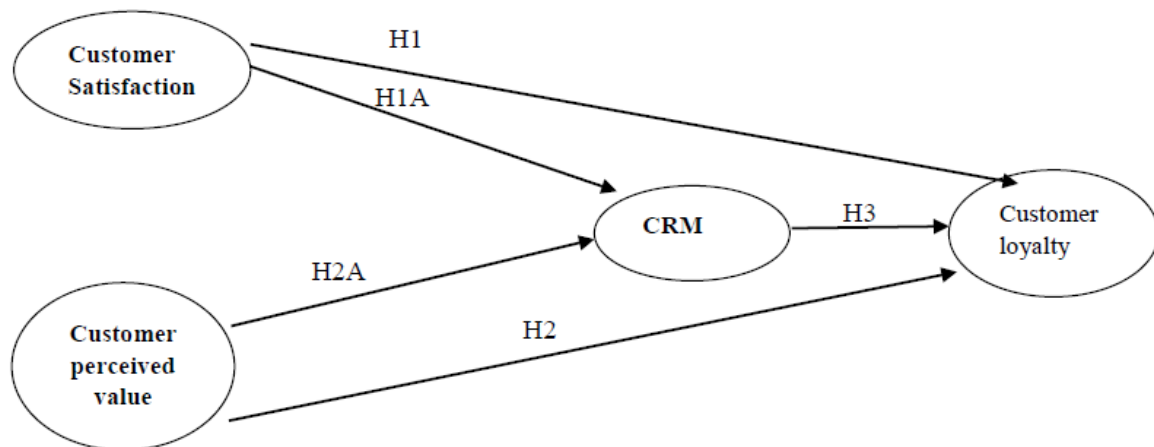 H1
Customer
Satisfaction
H1A
CRM
H3
Customer
loyalty
H2A
H2
Customer
perceived
value